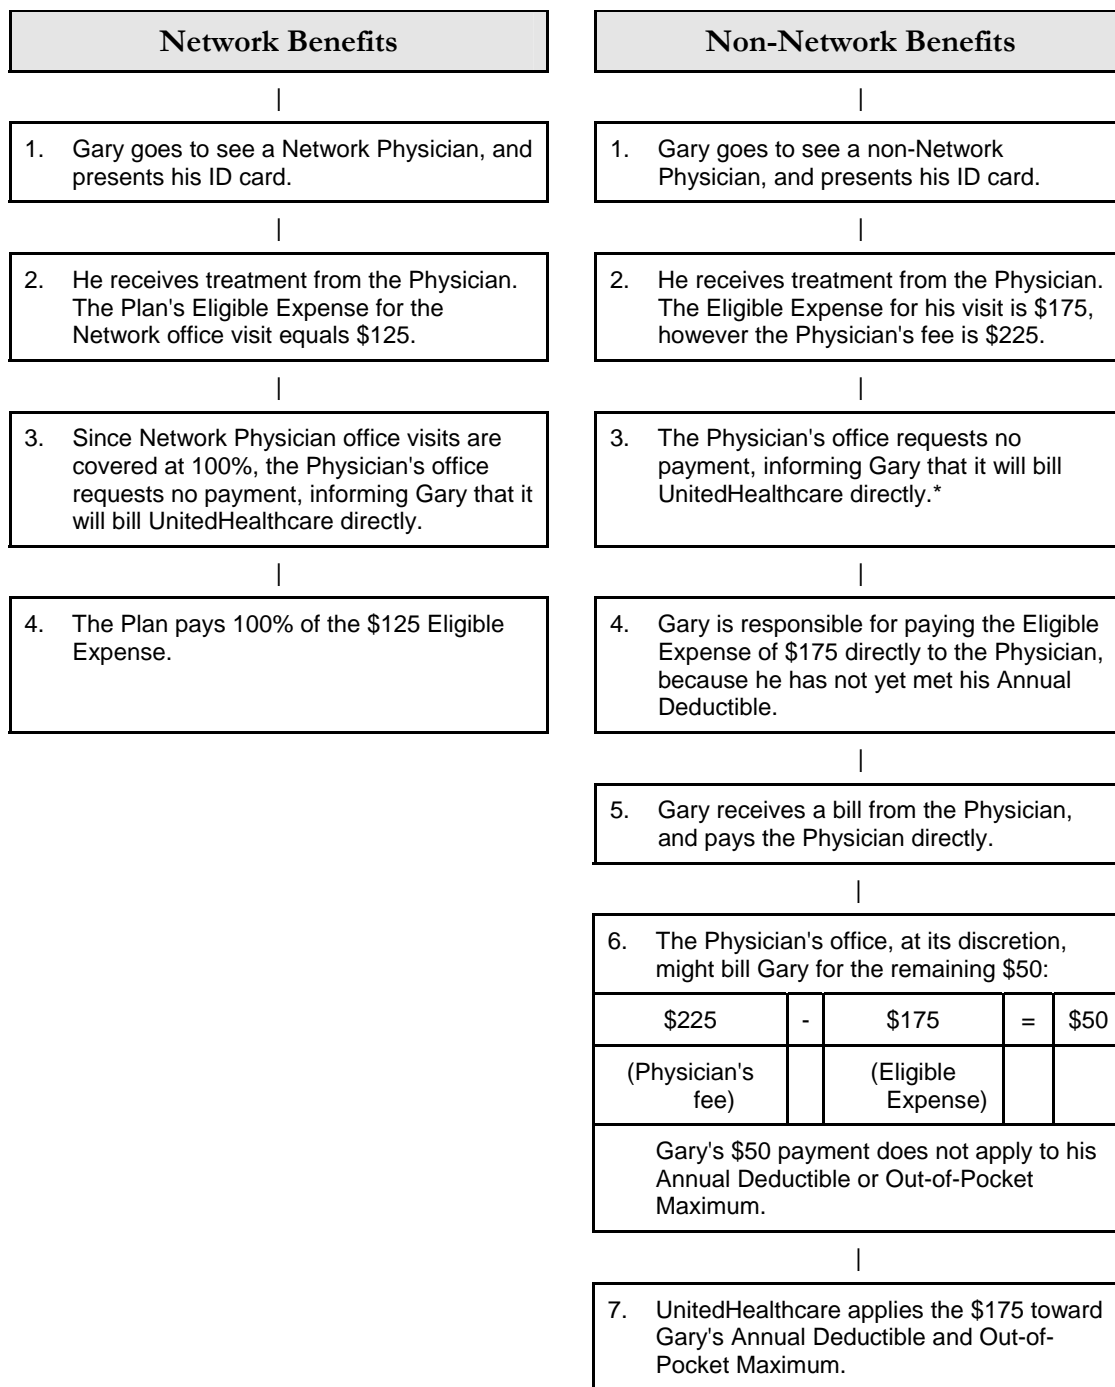 Network Benefits
1. Gary goes to see a Network Physician, and
presents his ID card.
2. He receives treatment from the Physician.
The Plan's Eligible Expense for the
Network office visit equals $125.
3. Since Network Physician office visits are
covered at 100%, the Physician's office
requests no payment, informing Gary that it
will bill UnitedHealthcare directly.
4. The Plan pays 100% of the $125 Eligible
Expense.
Non-Network Benefits
1. Gary goes to see a non-Network
Physician, and presents his ID card.
2. He receives treatment from the Physician.
The Eligible Expense for his visit is $175,
however the Physician's fee is $225.
3. The Physician's office requests no
payment, informing Gary that it will bill
UnitedHealthcare directly.*
4. Gary is responsible for paying the Eligible
Expense of $175 directly to the Physician,
because he has not yet met his Annual
Deductible.
5. Gary receives a bill from the Physician,
and pays the Physician directly.
6. The Physician's office, at its discretion,
might bill Gary for the remaining $50:
$225 - $175 = $50
(Physician's (Eligible
fee) Expense)
Gary's $50 payment does not apply to his
Annual Deductible or Out-of-Pocket
Maximum.
7. UnitedHealthcare applies the $175 toward
Gary's Annual Deductible and Out-of-
Pocket Maximum.